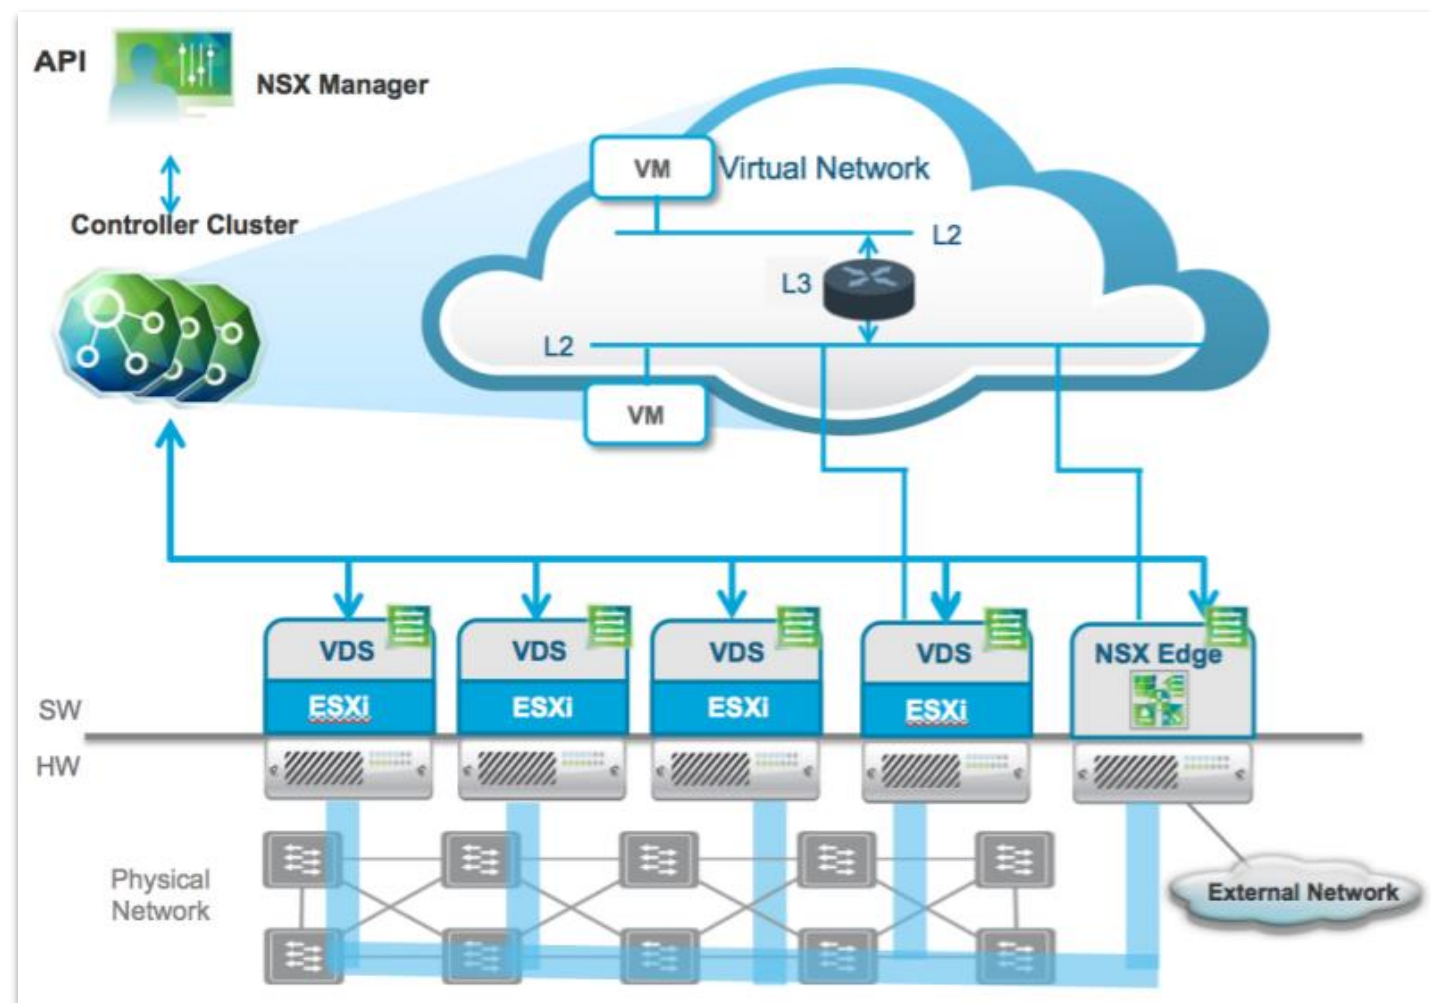 API
NSX Manager
Controller Cluster
VM
Virtual Network
L2
L3
L2
VM
VDS
VDS
VDS
VDS
NSX Edge
ESXi
ESXi
ESXi
ESXi
SW
HW
Physical
Network
External Network